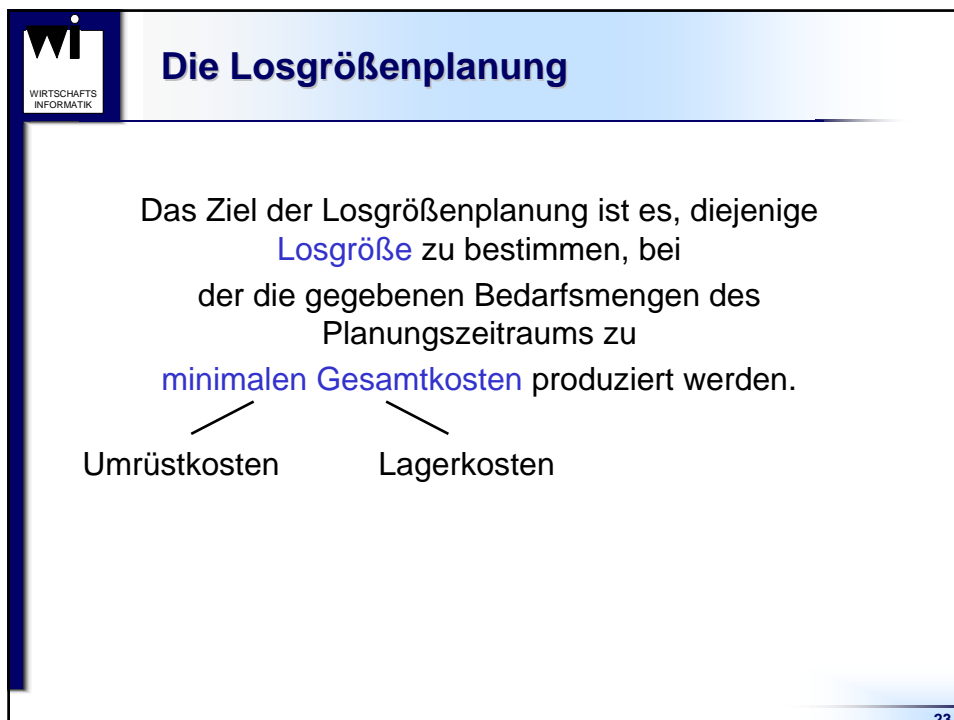 WI
WIRTSCHAFTS
INFORMATIK
Die Losgrößenplanung
Das Ziel der Losgrößenplanung ist es, diejenige
Losgröße zu bestimmen, bei
der die gegebenen Bedarfsmengen des
Planungszeitraums zu
minimalen Gesamtkosten produziert werden.
Umrüstkosten Lagerkosten
23